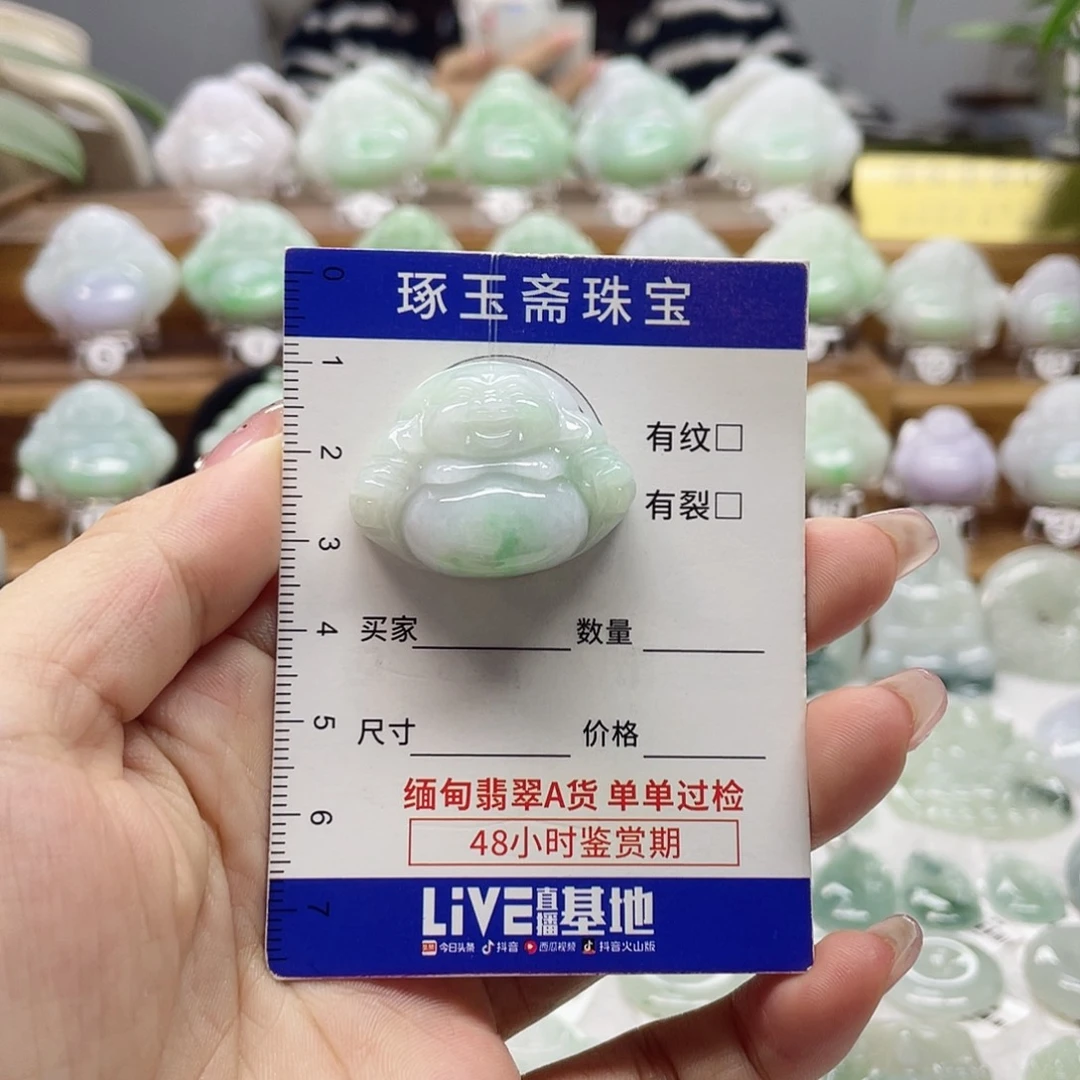 琢玉斋珠宝
0
1
2
3
4
5
6
7
有纹□
有裂□
买家 数量
尺寸 价格
缅甸翡翠A货 单单过检
48小时鉴赏期
LiVE直播基地
今日头条 抖音 西瓜视频 抖音火山版